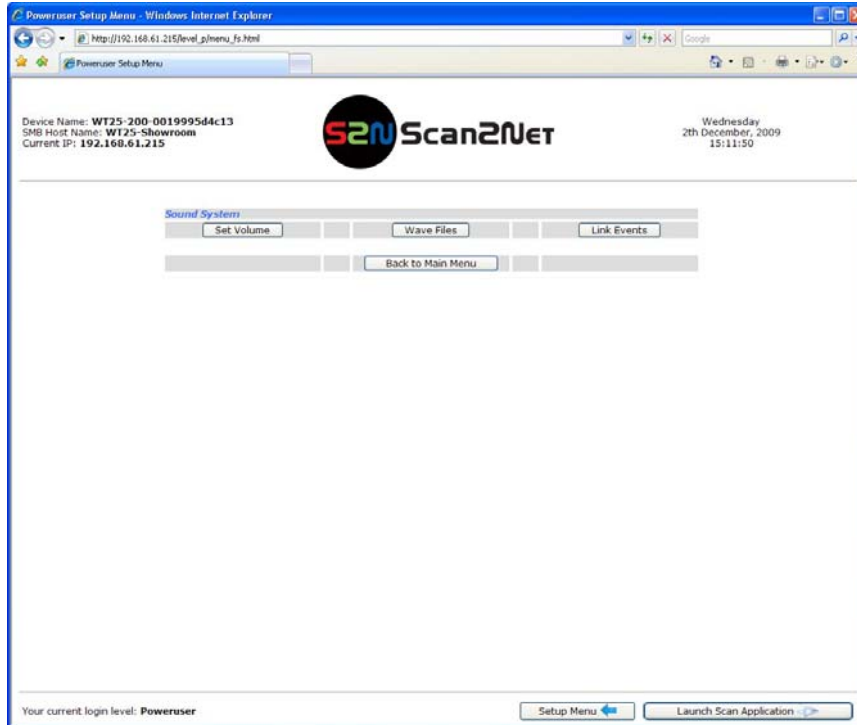 Poweruser Setup Menu - Windows Internet Explorer
http://192.168.61.215/level_p/menu_fs.html
Google
Poweruser Setup Menu
Device Name: WT25-200-0019995d4c13
SMB Host Name: WT25-Showroom
Current IP: 192.168.61.215
S2N Scan2Net
Wednesday
2th December, 2009
15:11:50
Sound System
Set Volume Wave Files Link Events
Back to Main Menu
Your current login level: Poweruser
Setup Menu Launch Scan Application